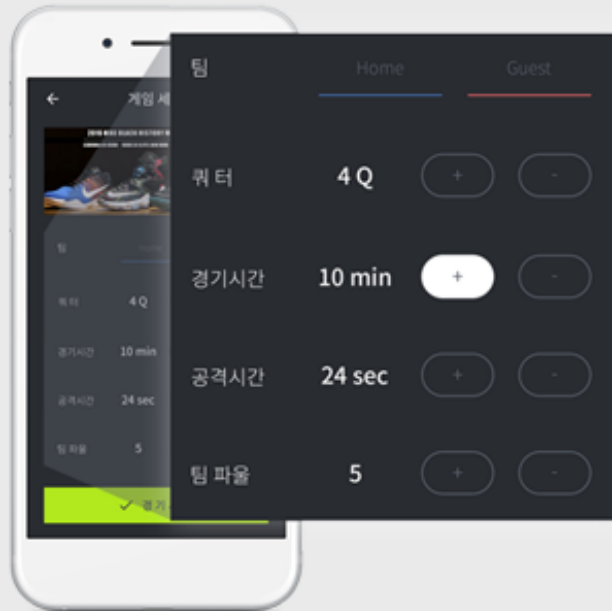 팀 Home Guest
쿼 터 4 Q + -
경기시간 10 min + -
공격시간 24 sec + -
팀 파울 5 + -
←
게임 세
팀 Home
쿼 터 4 Q
경기시간 10 min
공격시간 24 sec
팀 파울 5
✓ 경 기